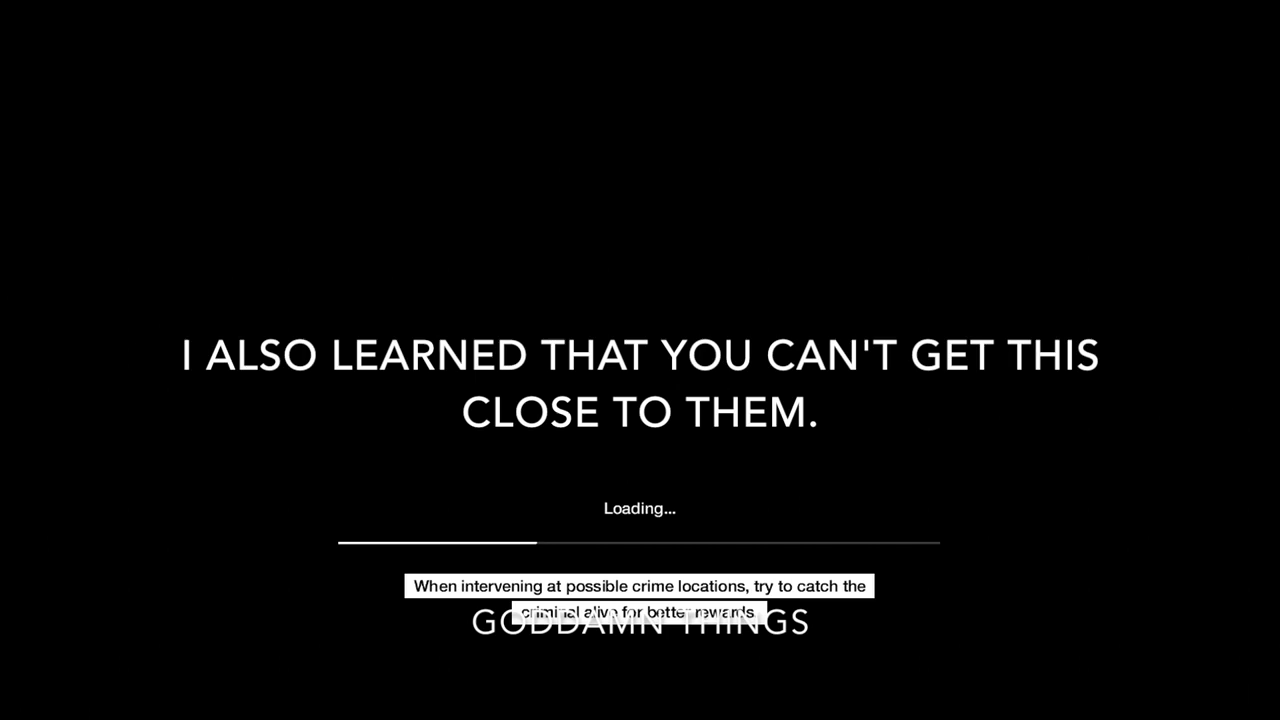 I ALSO LEARNED THAT YOU CAN'T GET THIS
CLOSE TO THEM.
Loading...
When intervening at possible crime locations, try to catch the
criminal alive for better rewards.
GODDAMN THINGS